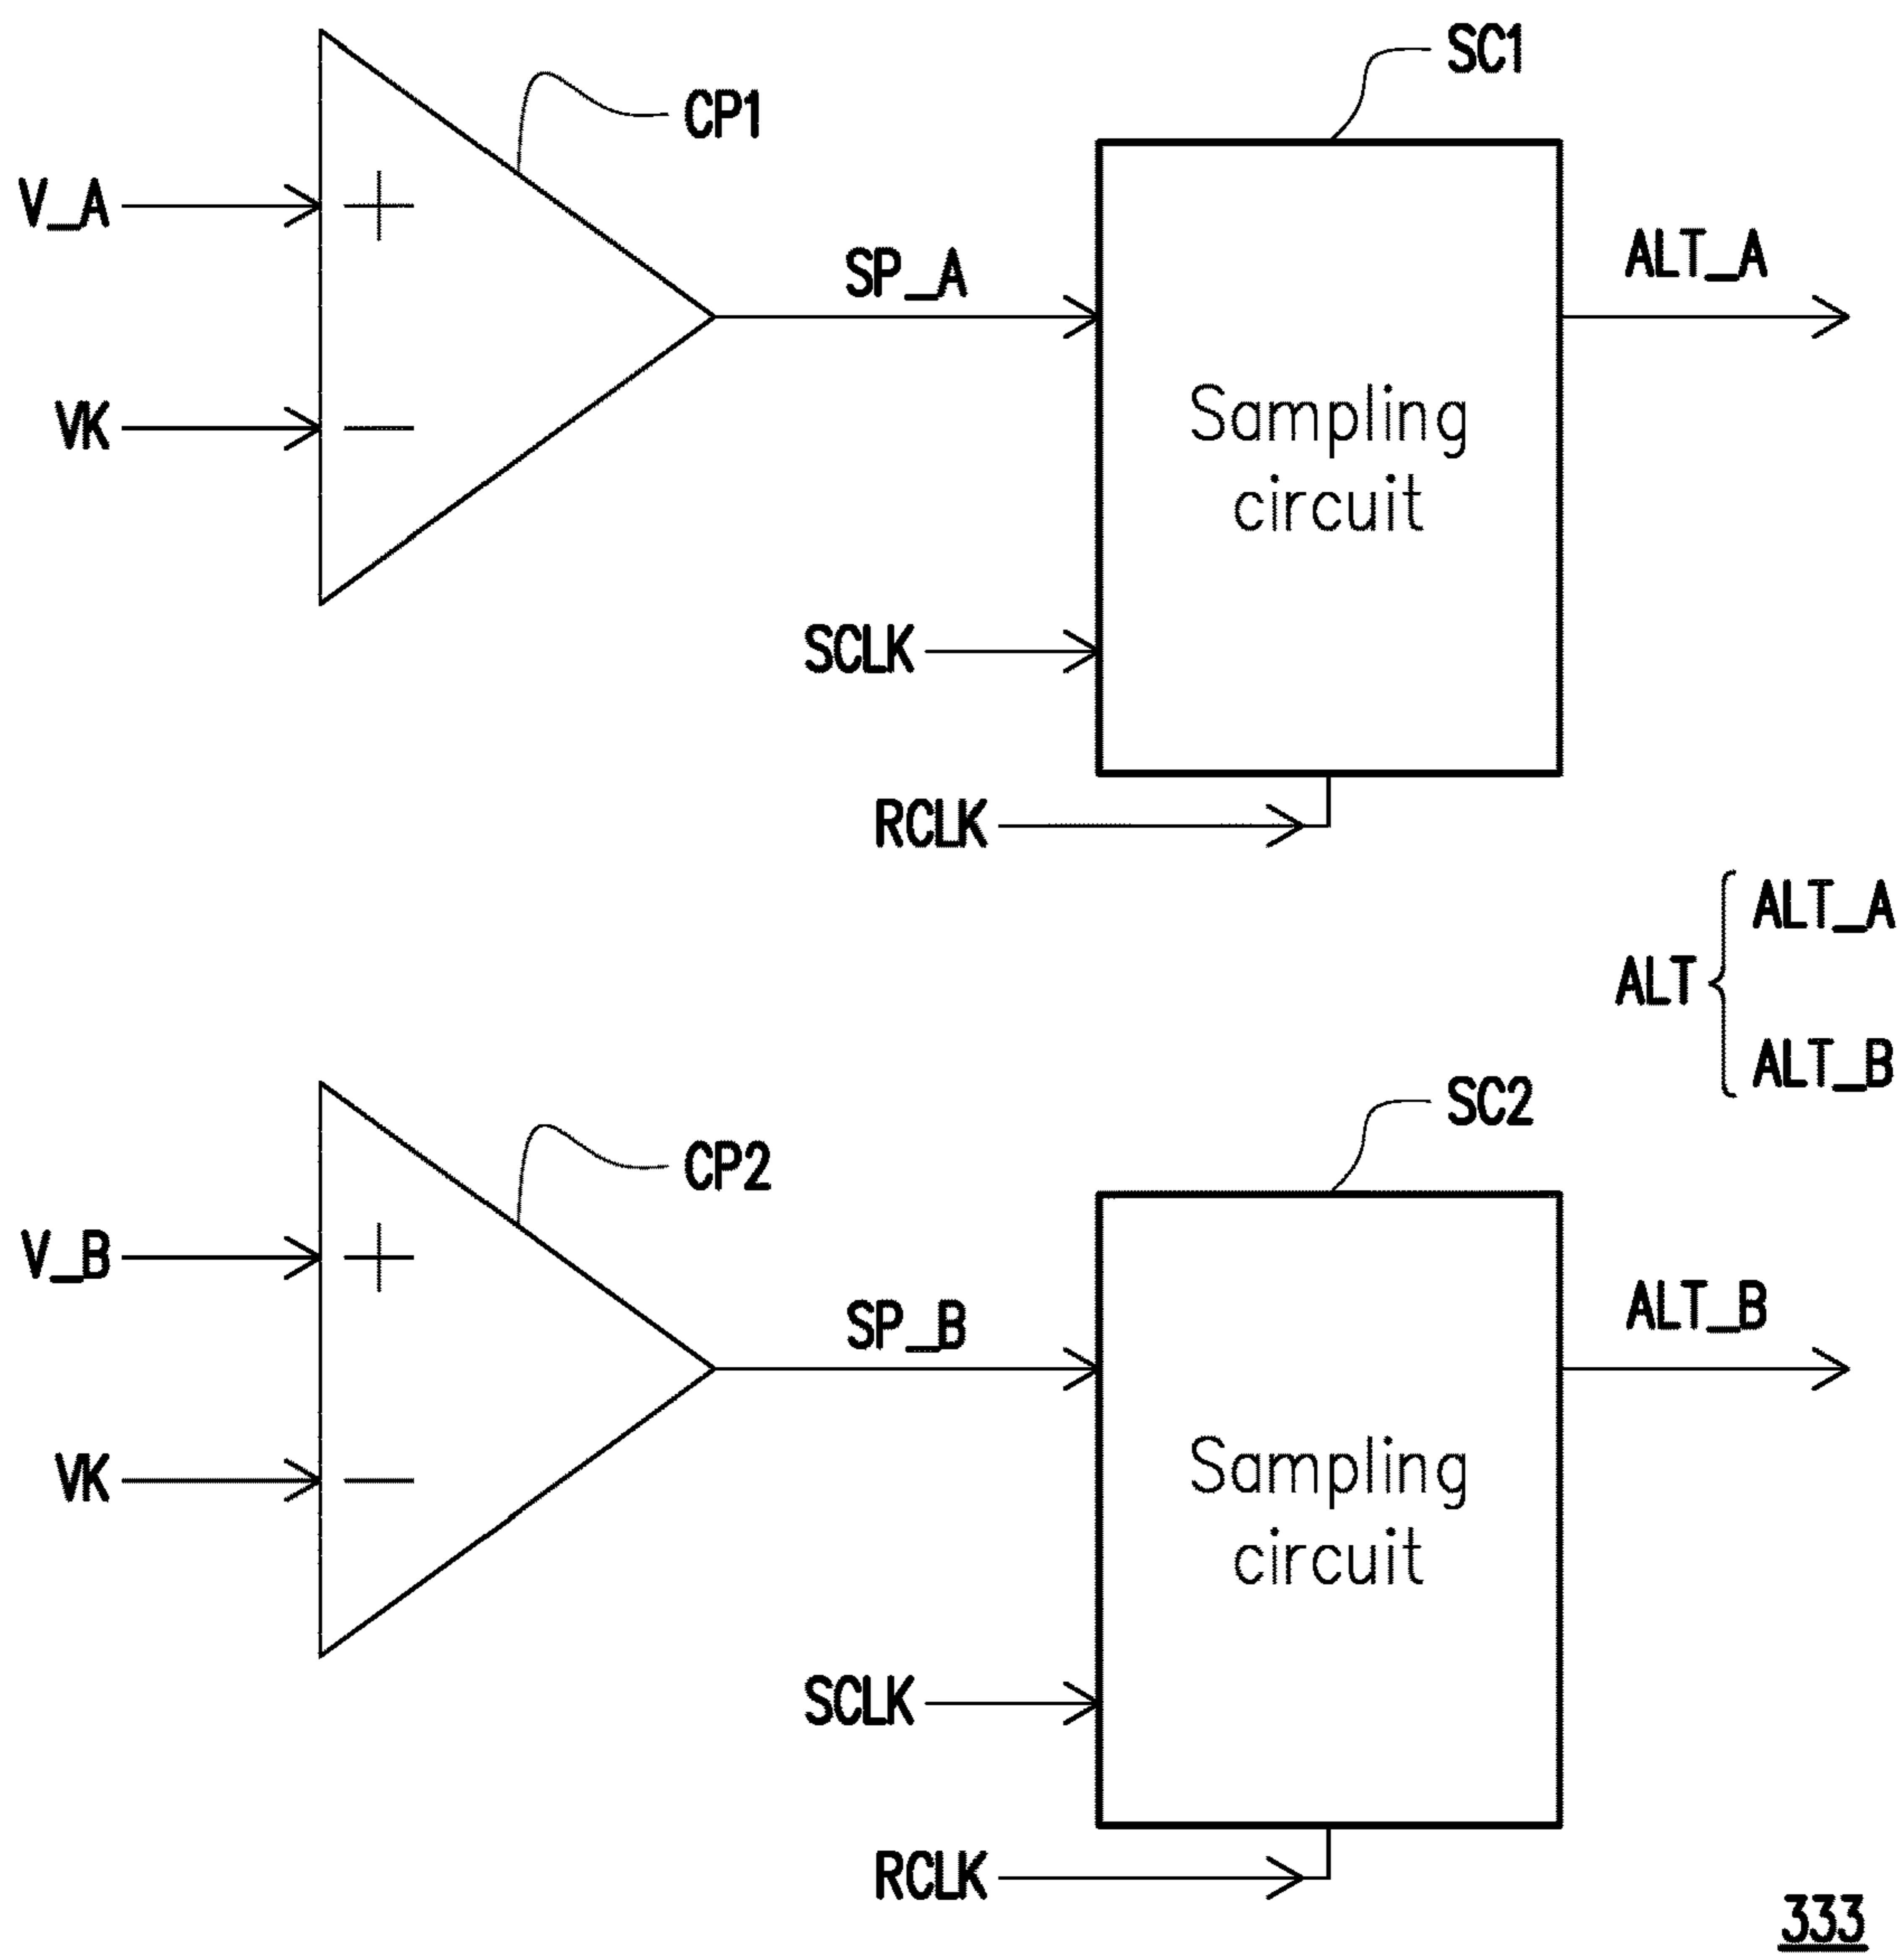 SC1
CP1
V_A
+
SP_A
ALT_A
VK
−
Sampling
circuit
SCLK
RCLK
ALT {
ALT_A
ALT_B
SC2
CP2
V_B
+
SP_B
ALT_B
VK
−
Sampling
circuit
SCLK
RCLK
333